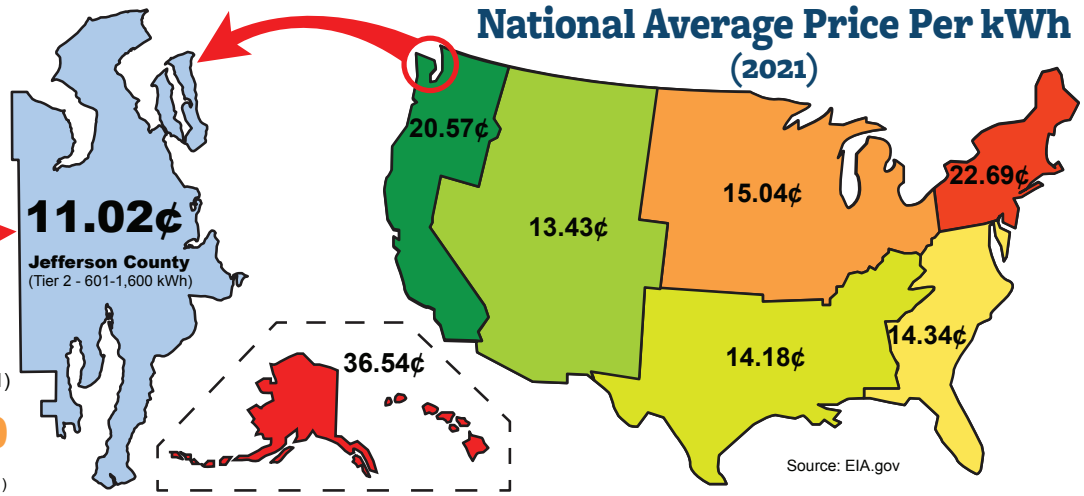 National Average Price Per kWh
(2021)
20.57¢
13.43¢
15.04¢
22.69¢
14.18¢
14.34¢
36.54¢
11.02¢
Jefferson County
(Tier 2 - 601-1,600 kWh)
Source: EIA.gov